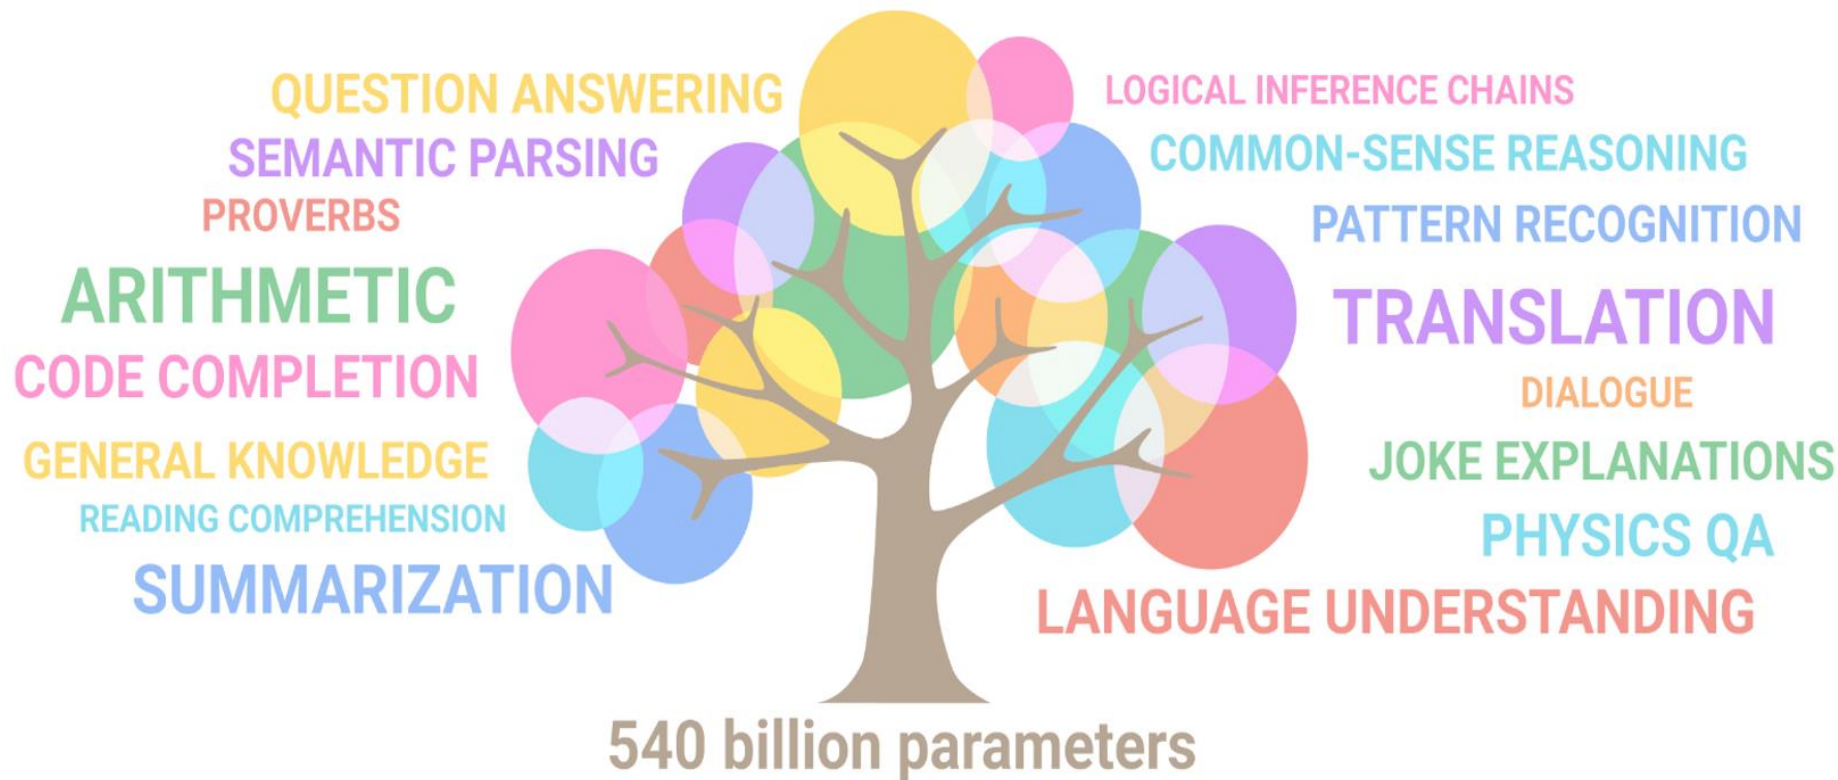 QUESTION ANSWERING
SEMANTIC PARSING
PROVERBS
ARITHMETIC
CODE COMPLETION
GENERAL KNOWLEDGE
READING COMPREHENSION
SUMMARIZATION
LOGICAL INFERENCE CHAINS
COMMON-SENSE REASONING
PATTERN RECOGNITION
TRANSLATION
DIALOGUE
JOKE EXPLANATIONS
PHYSICS QA
LANGUAGE UNDERSTANDING
540 billion parameters